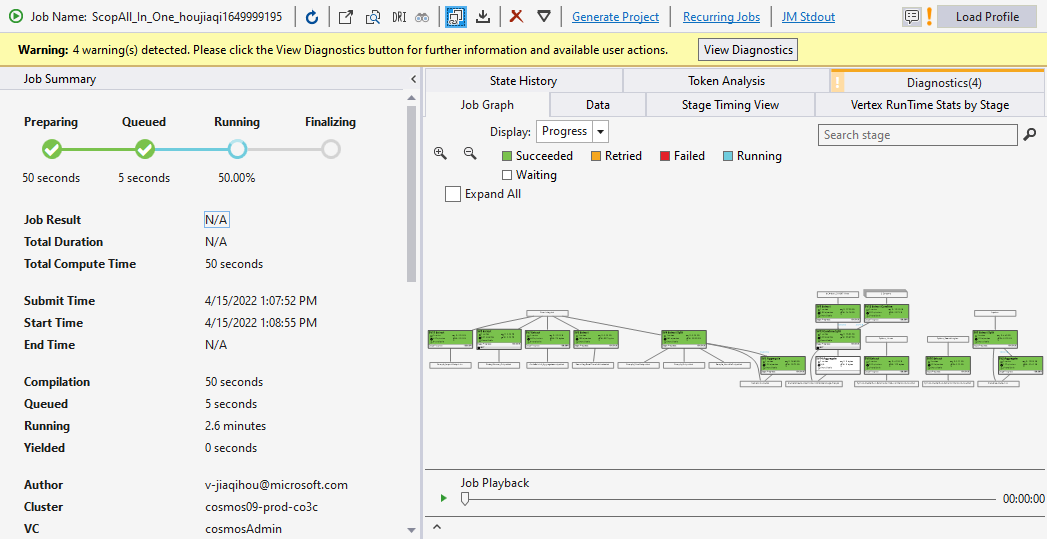 Job Name: ScopAll_In_One_houjiaqi1649999195
DRI
Generate Project
Recurring Jobs
JM Stdout
Load Profile
Warning: 4 warning(s) detected. Please click the View Diagnostics button for further information and available user actions.
View Diagnostics
Job Summary
Preparing Queued Running Finalizing
50 seconds 5 seconds 50.00%
Job Result N/A
Total Duration N/A
Total Compute Time 50 seconds
Submit Time 4/15/2022 1:07:52 PM
Start Time 4/15/2022 1:08:55 PM
End Time N/A
Compilation 50 seconds
Queued 5 seconds
Running 2.6 minutes
Yielded 0 seconds
Author v-jiaqihou@microsoft.com
Cluster cosmos09-prod-co3c
VC cosmosAdmin
State History Token Analysis Diagnostics(4)
Job Graph Data Stage Timing View Vertex RunTime Stats by Stage
Display: Progress
Search stage
Succeeded Retried Failed Running
Waiting
Expand All
Job Playback
00:00:00